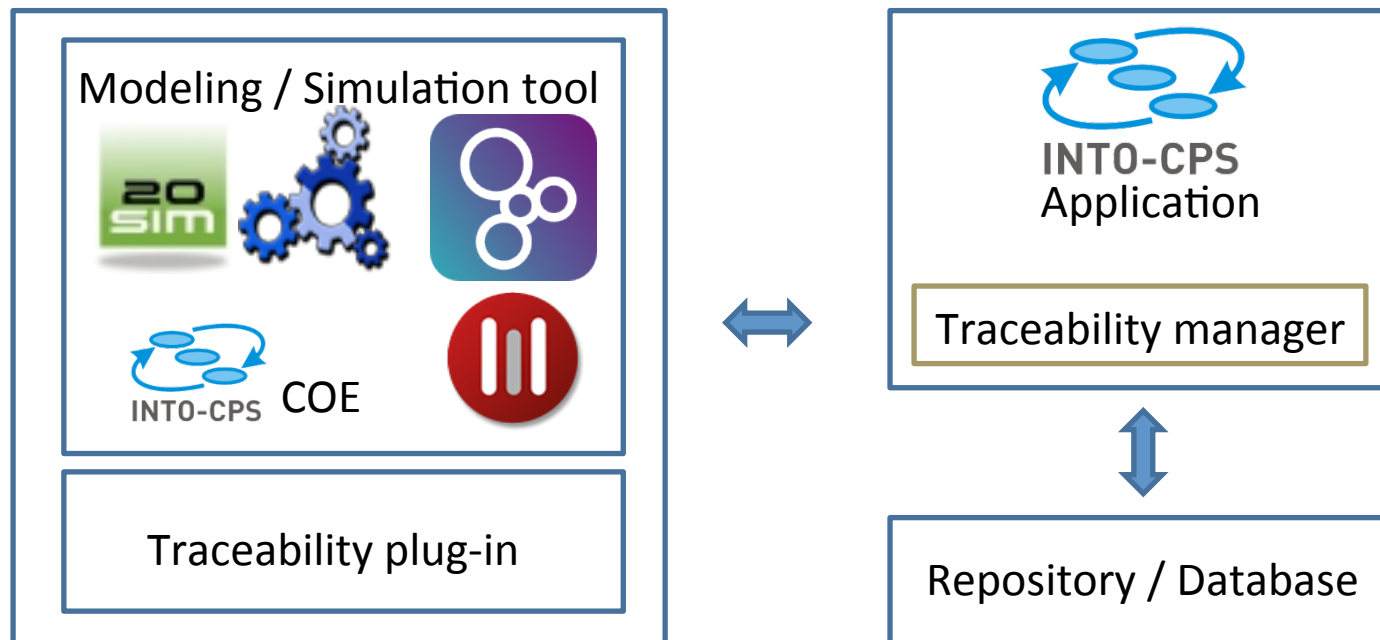 Modeling / Simulation tool
20
SIM
INTO-CPS COE
Traceability plug-in
INTO-CPS
Application
Traceability manager
Repository / Database